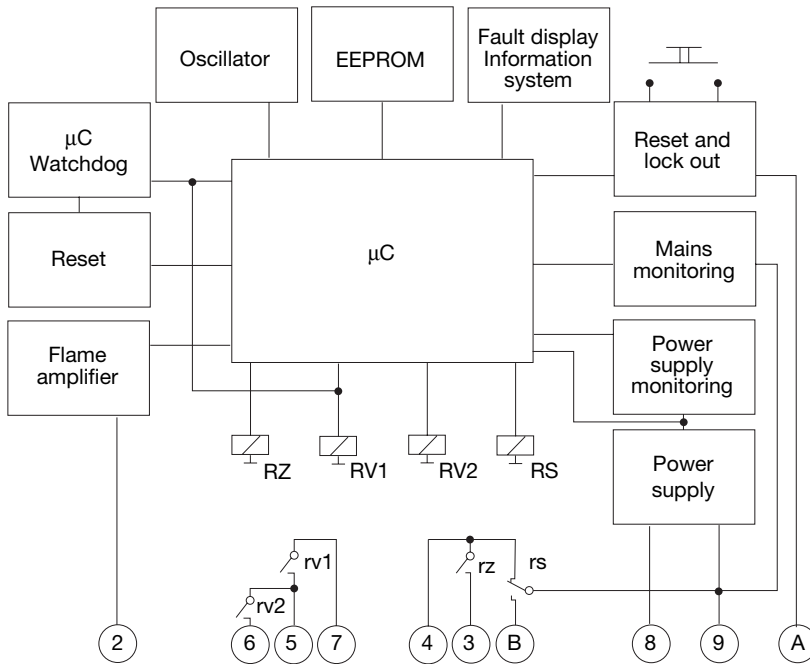 Oscillator
EEPROM
Fault display
Information
system
μC
Watchdog
Reset and
lock out
Reset
μC
Mains
monitoring
Flame
amplifier
Power
supply
monitoring
RZ
RV1
RV2
RS
Power
supply
rv1
rz
rs
rv2
2
6
5
7
4
3
B
8
9
A